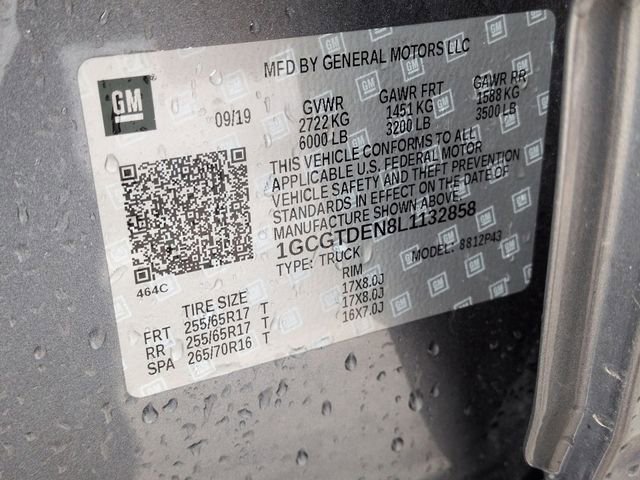 MFD BY GENERAL MOTORS LLC
GM
09/19
GVWR
2722 KG
6000 LB
GAWR FRT
1451 KG
3200 LB
GAWR RR
1588 KG
3500 LB
THIS VEHICLE CONFORMS TO ALL
APPLICABLE U.S. FEDERAL MOTOR
VEHICLE SAFETY AND THEFT PREVENTION
STANDARDS IN EFFECT ON THE DATE OF
MANUFACTURE SHOWN ABOVE.
1GCGTDEN8L1132858
TYPE: TRUCK MODEL: 8812P43
464C
TIRE SIZE RIM
FRT 255/65R17 T 17X8.0J
RR 255/65R17 T 17X8.0J
SPA 265/70R16 T 16X7.0J